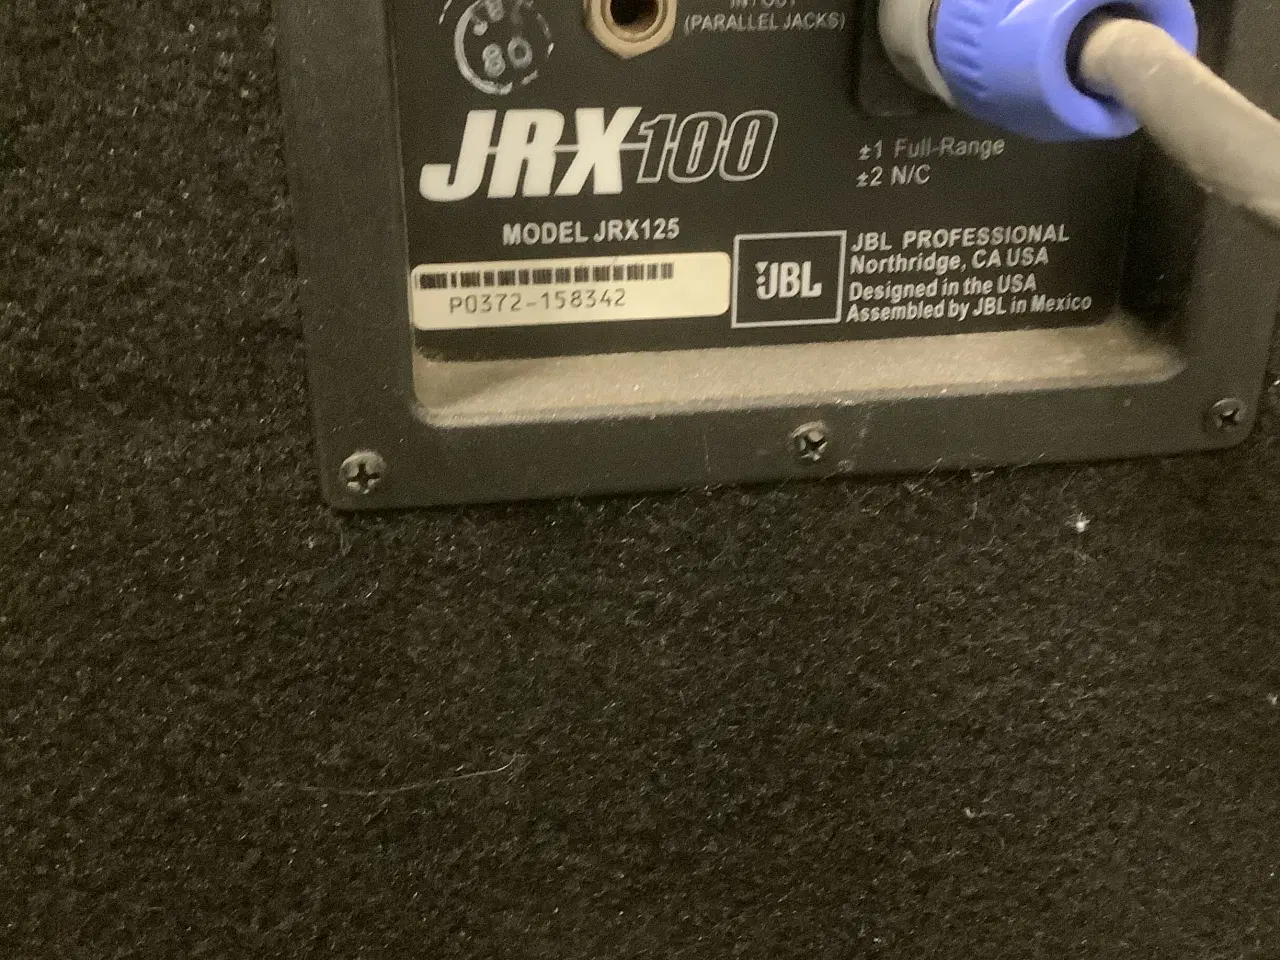 (PARALLEL JACKS)
80
JRX100
±1 Full-Range
±2 N/C
MODEL JRX125
P0372-158342
JBL
JBL PROFESSIONAL
Northridge, CA USA
Designed in the USA
Assembled by JBL in Mexico